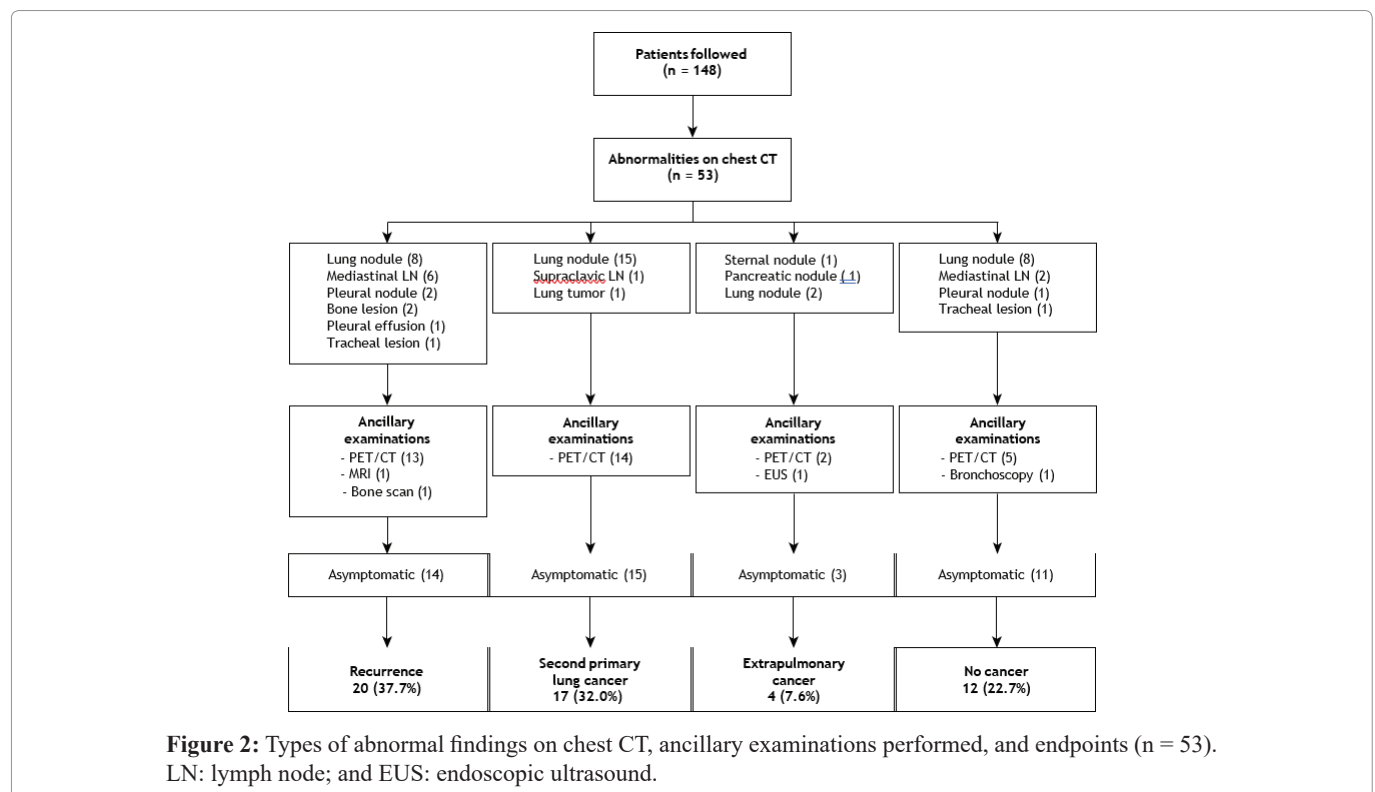 Patients followed
(n = 148)
Abnormalities on chest CT
(n = 53)
Lung nodule (8)
Mediastinal LN (6)
Pleural nodule (2)
Bone lesion (2)
Pleural effusion (1)
Tracheal lesion (1)
Lung nodule (15)
Supraclavic LN (1)
Lung tumor (1)
Sternal nodule (1)
Pancreatic nodule ( 1)
Lung nodule (2)
Lung nodule (8)
Mediastinal LN (2)
Pleural nodule (1)
Tracheal lesion (1)
Ancillary
examinations
- PET/CT (13)
- MRI (1)
- Bone scan (1)
Ancillary
examinations
- PET/CT (14)
Ancillary
examinations
- PET/CT (2)
- EUS (1)
Ancillary
examinations
- PET/CT (5)
- Bronchoscopy (1)
Asymptomatic (14)
Asymptomatic (15)
Asymptomatic (3)
Asymptomatic (11)
Recurrence
20 (37.7%)
Second primary
lung cancer
17 (32.0%)
Extrapulmonary
cancer
4 (7.6%)
No cancer
12 (22.7%)
Figure 2: Types of abnormal findings on chest CT, ancillary examinations performed, and endpoints (n = 53).
LN: lymph node; and EUS: endoscopic ultrasound.